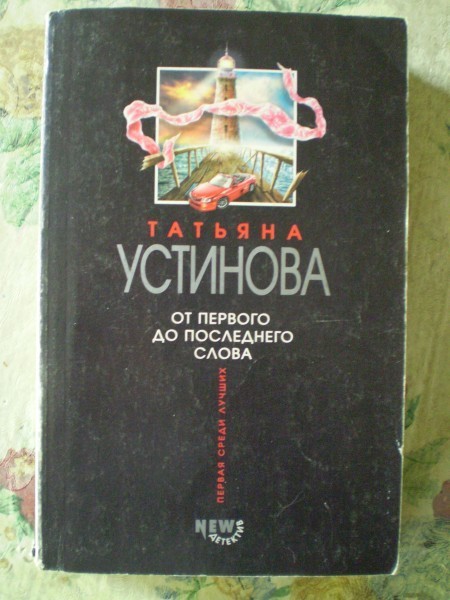 ТАТЬЯНА
УСТИНОВА
ОТ ПЕРВОГО
ДО ПОСЛЕДНЕГО
СЛОВА
ПЕРВАЯ СРЕДИ ЛУЧШИХ
NEW
ДЕТЕКТИВ